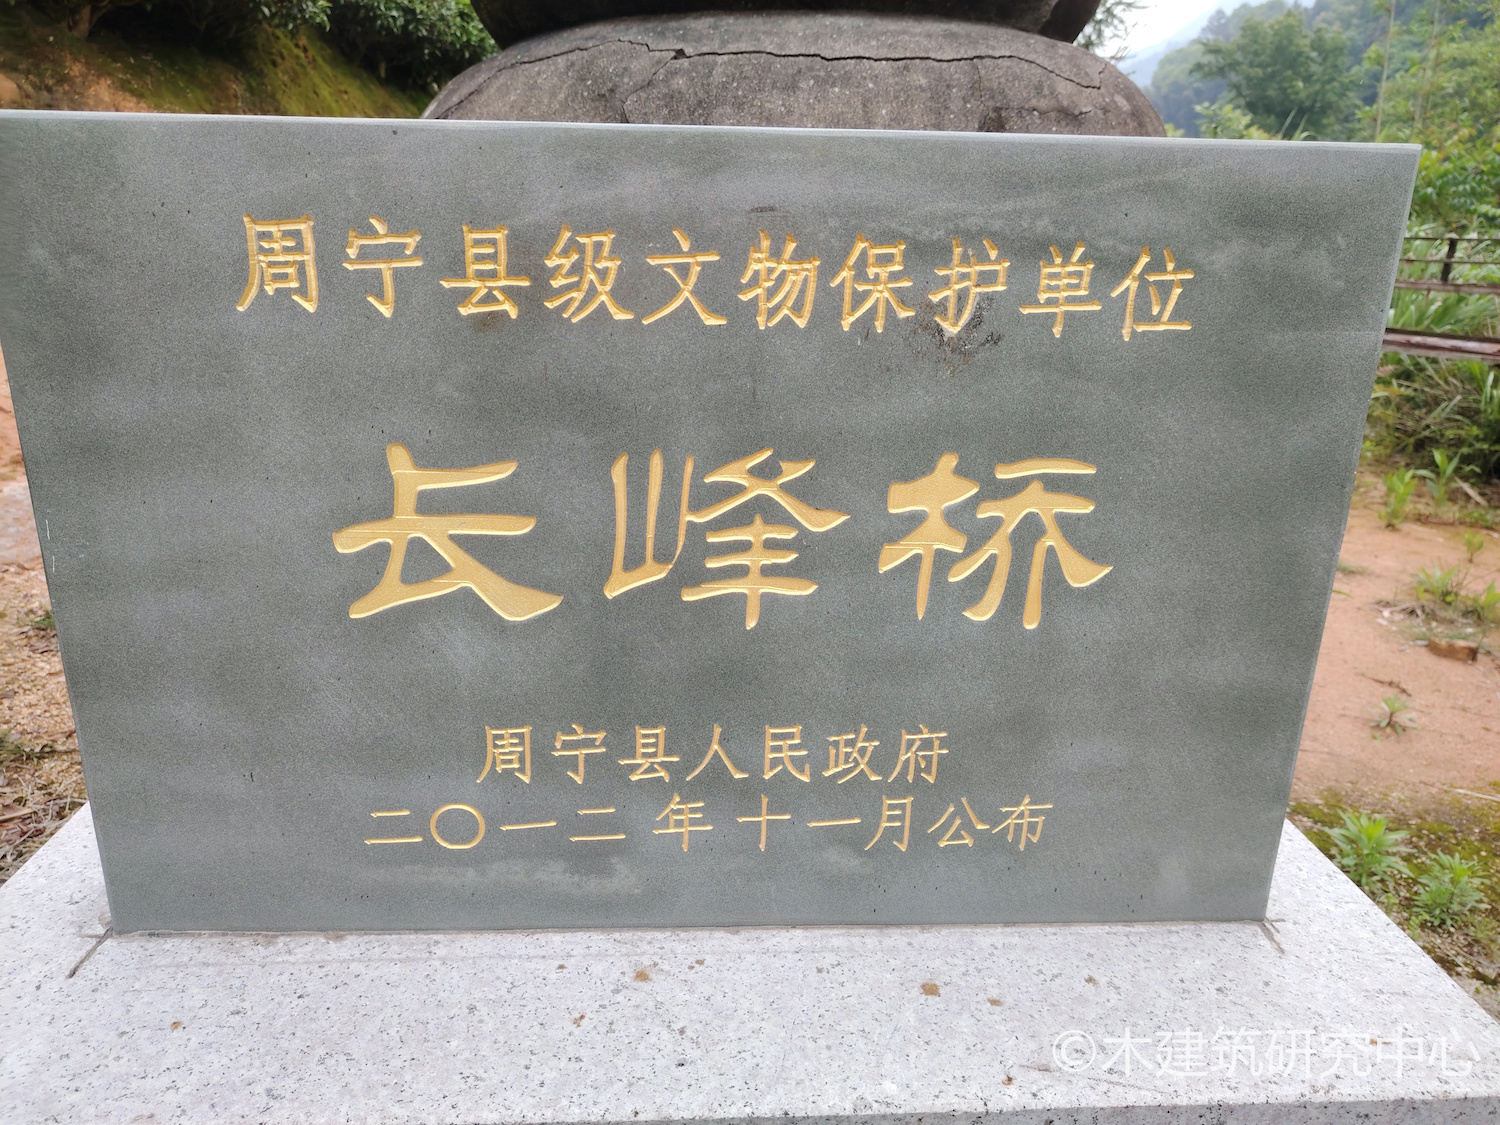 周宁县级文物保护单位
长峰桥
周宁县人民政府
二〇一二年十一月公布
©木建筑研究中心